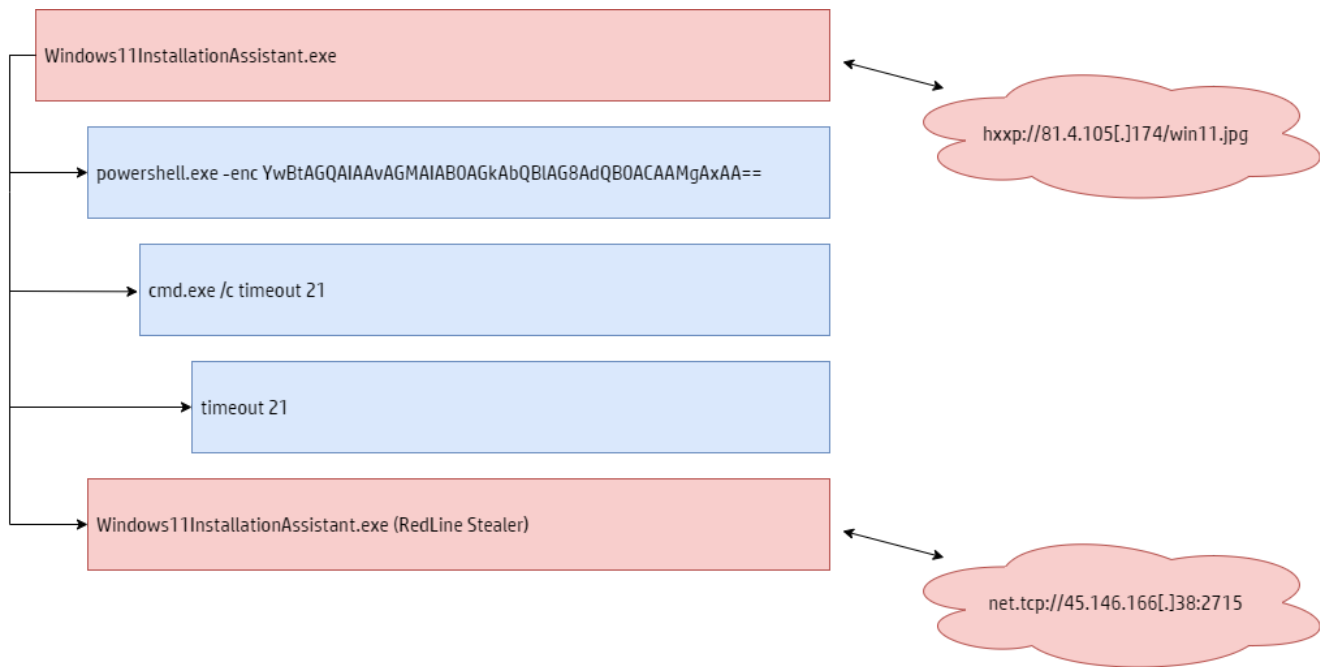 Windows11InstallationAssistant.exe
hxxp://81.4.105[.]174/win11.jpg
powershell.exe -enc YwBtAGQAIAAvAGMAIAB0AGkAbQBlAG8AdQB0ACAAMgAxAA==
cmd.exe /c timeout 21
timeout 21
Windows11InstallationAssistant.exe (RedLine Stealer)
net.tcp://45.146.166[.]38:2715